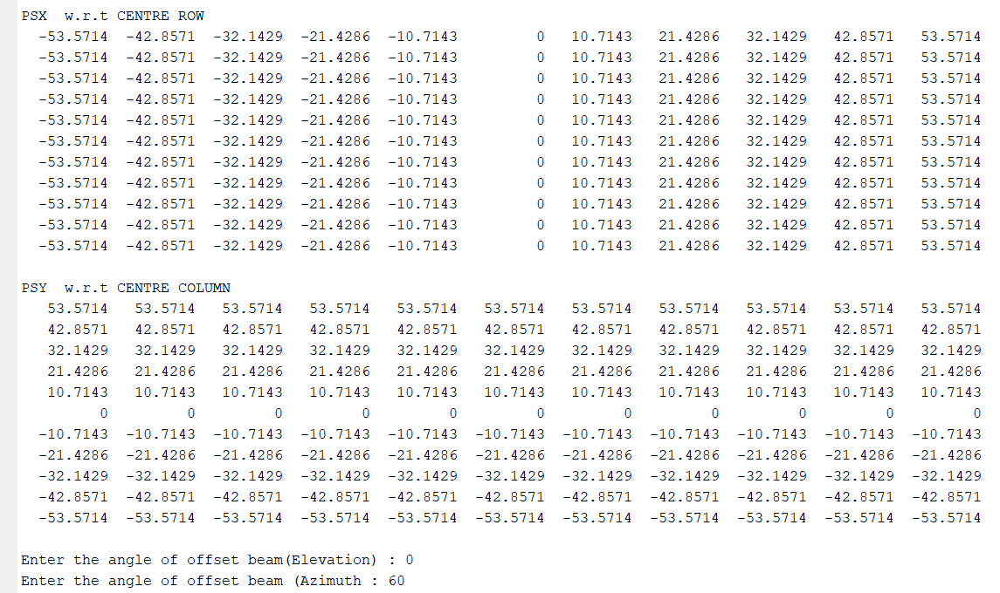 PSX  w.r.t CENTRE ROW
-53.5714  -42.8571  -32.1429  -21.4286  -10.7143         0   10.7143   21.4286   32.1429   42.8571   53.5714
-53.5714  -42.8571  -32.1429  -21.4286  -10.7143         0   10.7143   21.4286   32.1429   42.8571   53.5714
-53.5714  -42.8571  -32.1429  -21.4286  -10.7143         0   10.7143   21.4286   32.1429   42.8571   53.5714
-53.5714  -42.8571  -32.1429  -21.4286  -10.7143         0   10.7143   21.4286   32.1429   42.8571   53.5714
-53.5714  -42.8571  -32.1429  -21.4286  -10.7143         0   10.7143   21.4286   32.1429   42.8571   53.5714
-53.5714  -42.8571  -32.1429  -21.4286  -10.7143         0   10.7143   21.4286   32.1429   42.8571   53.5714
-53.5714  -42.8571  -32.1429  -21.4286  -10.7143         0   10.7143   21.4286   32.1429   42.8571   53.5714
-53.5714  -42.8571  -32.1429  -21.4286  -10.7143         0   10.7143   21.4286   32.1429   42.8571   53.5714
-53.5714  -42.8571  -32.1429  -21.4286  -10.7143         0   10.7143   21.4286   32.1429   42.8571   53.5714
-53.5714  -42.8571  -32.1429  -21.4286  -10.7143         0   10.7143   21.4286   32.1429   42.8571   53.5714
-53.5714  -42.8571  -32.1429  -21.4286  -10.7143         0   10.7143   21.4286   32.1429   42.8571   53.5714
PSY  w.r.t CENTRE COLUMN
53.5714   53.5714   53.5714   53.5714   53.5714   53.5714   53.5714   53.5714   53.5714   53.5714   53.5714
42.8571   42.8571   42.8571   42.8571   42.8571   42.8571   42.8571   42.8571   42.8571   42.8571   42.8571
32.1429   32.1429   32.1429   32.1429   32.1429   32.1429   32.1429   32.1429   32.1429   32.1429   32.1429
21.4286   21.4286   21.4286   21.4286   21.4286   21.4286   21.4286   21.4286   21.4286   21.4286   21.4286
10.7143   10.7143   10.7143   10.7143   10.7143   10.7143   10.7143   10.7143   10.7143   10.7143   10.7143
0         0         0         0         0         0         0         0         0         0         0
-10.7143  -10.7143  -10.7143  -10.7143  -10.7143  -10.7143  -10.7143  -10.7143  -10.7143  -10.7143  -10.7143
-21.4286  -21.4286  -21.4286  -21.4286  -21.4286  -21.4286  -21.4286  -21.4286  -21.4286  -21.4286  -21.4286
-32.1429  -32.1429  -32.1429  -32.1429  -32.1429  -32.1429  -32.1429  -32.1429  -32.1429  -32.1429  -32.1429
-42.8571  -42.8571  -42.8571  -42.8571  -42.8571  -42.8571  -42.8571  -42.8571  -42.8571  -42.8571  -42.8571
-53.5714  -53.5714  -53.5714  -53.5714  -53.5714  -53.5714  -53.5714  -53.5714  -53.5714  -53.5714  -53.5714
Enter the angle of offset beam(Elevation) : 0
Enter the angle of offset beam (Azimuth : 60